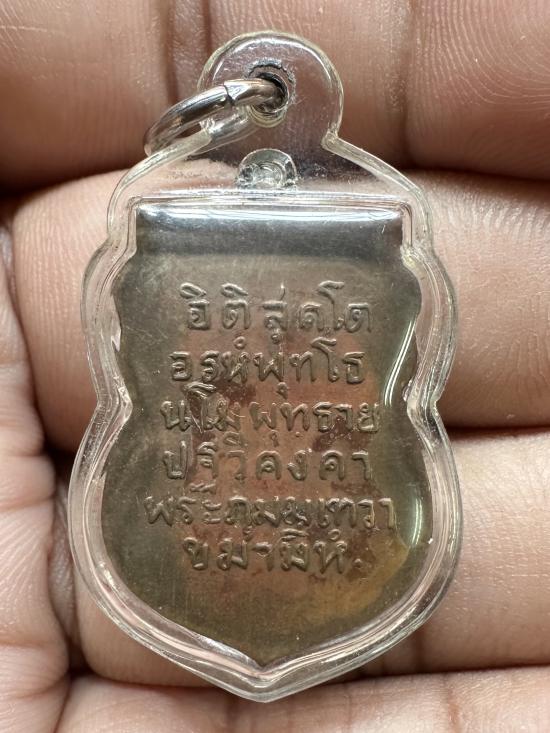 อิติสุคโต
อรหํพุทโธ
นโมพุทธาย
ปฐวีคงคา
พระภุมมเทวา
ขมามิหํ.